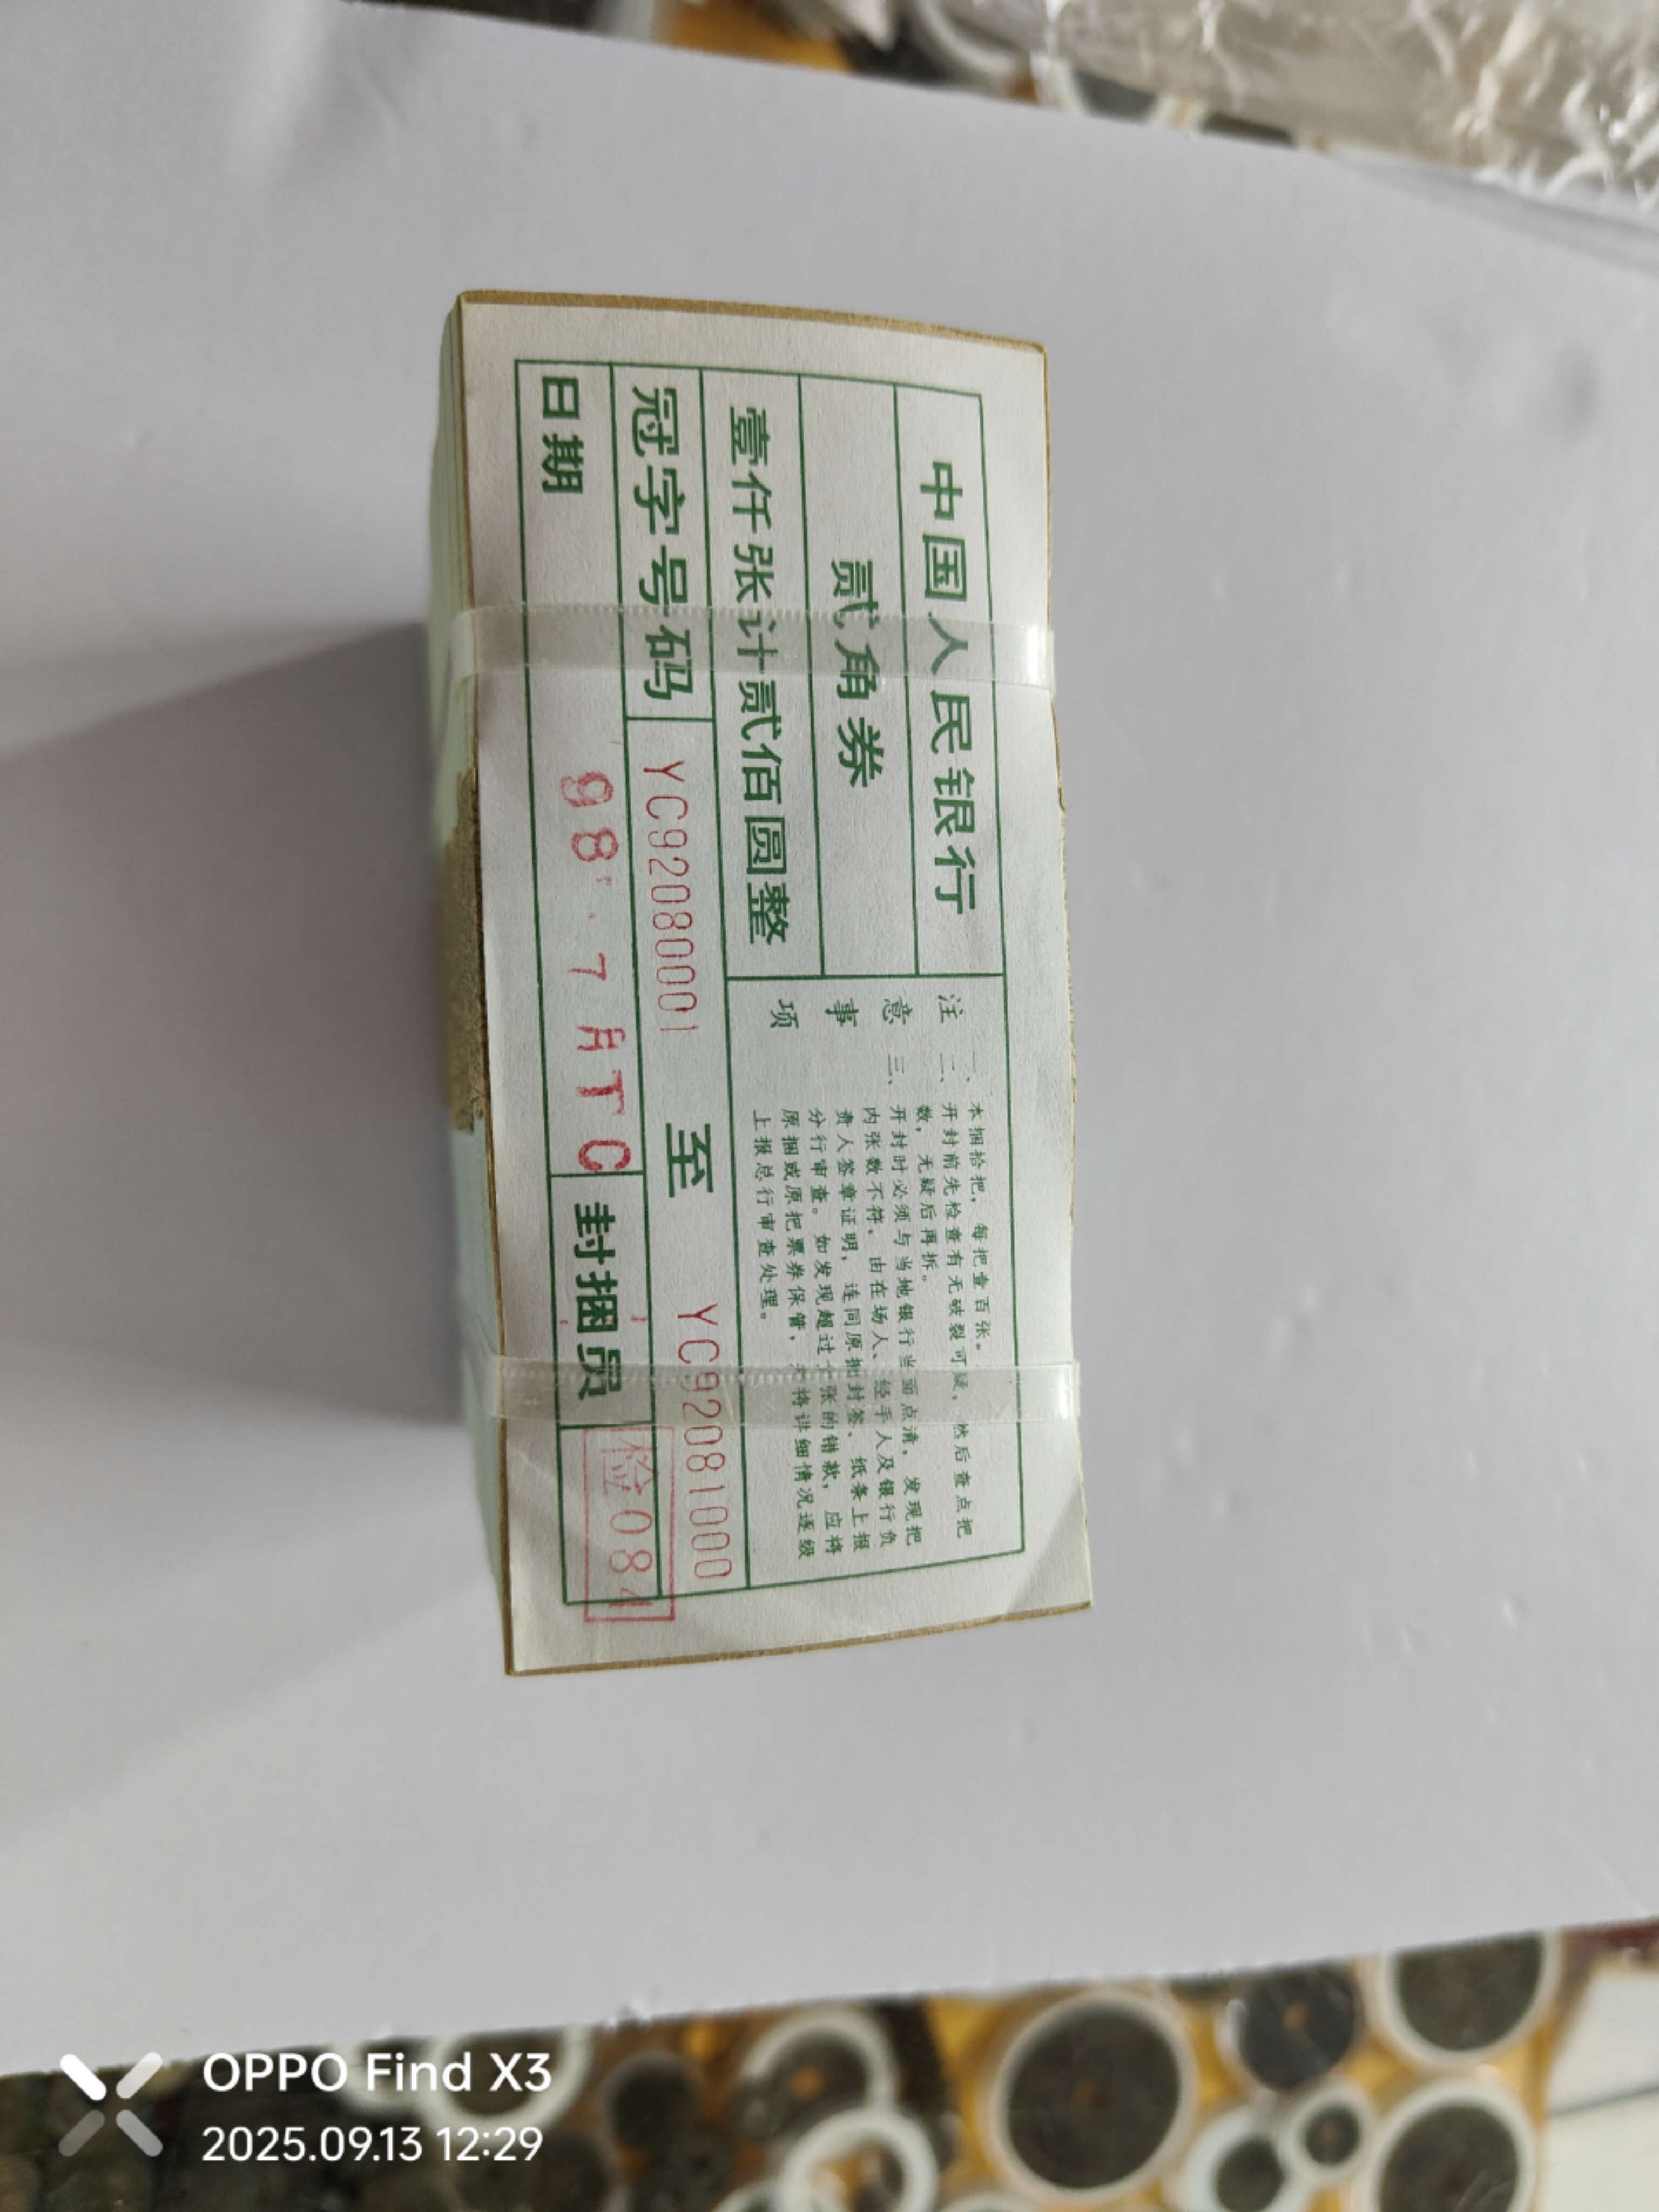 中国人民银行
贰角券
壹仟张计贰佰圆整
注意事项
一、本捆拾把，每把壹百张。
二、开封前先检查有无破裂可疑，然后查点把
数，无疑后再拆。
三、开封时必须与当地银行当面点清，发现把
内张数不符，由在场人、经手人及银行负
责人签章证明，连同原捆封签、纸条上报
分行审查。如发现超过十张的错款，应将
原捆或原把票券保管，并将详细情况逐级
上报总行审查处理。
冠字号码 YC92080001 至 YC92081000
日期 98 7 月 T C 封捆员 检084
OPPO Find X3
2025.09.13 12:29